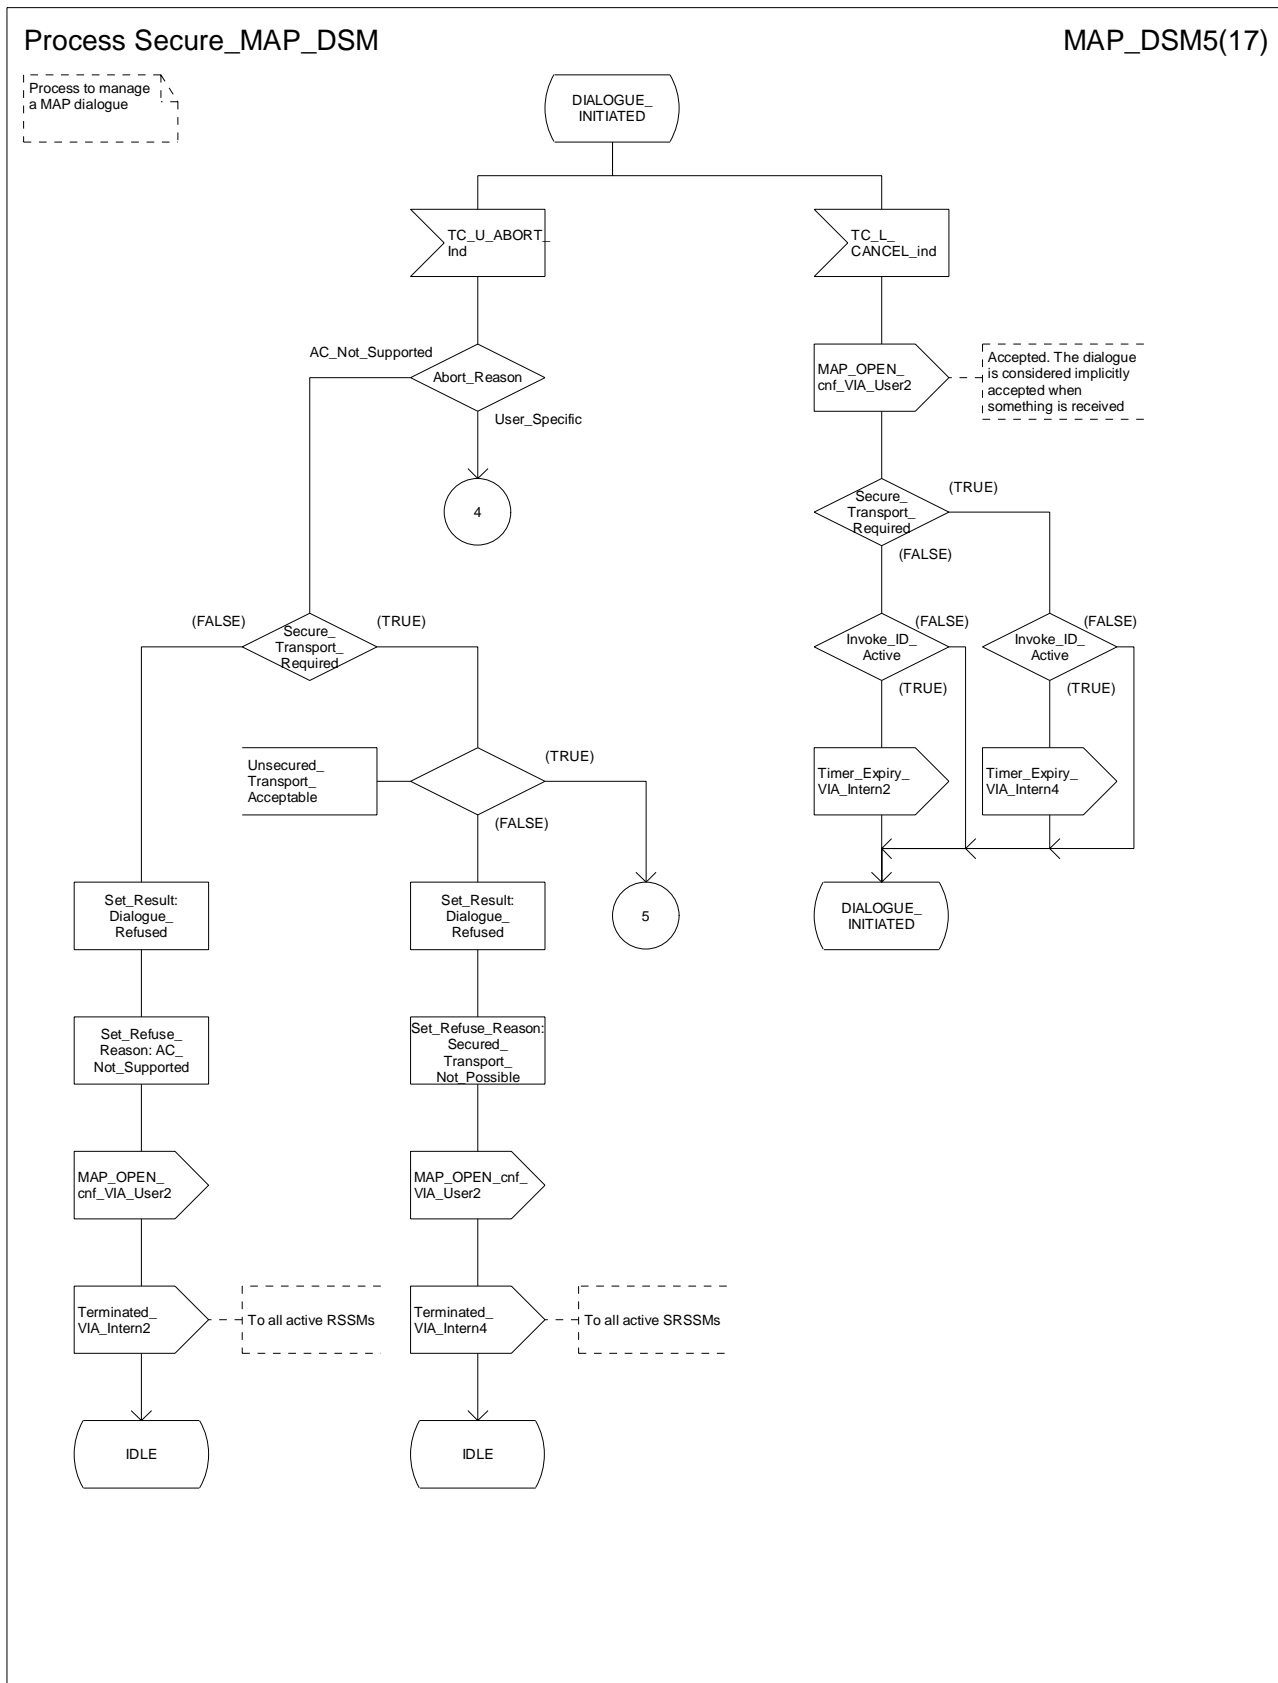 Process Secure_MAP_DSM
MAP_DSM5(17)
Process to manage
a MAP dialogue
DIALOGUE_
INITIATED
TC_U_ABORT_
Ind
TC_L_
CANCEL_ind
AC_Not_Supported
Abort_Reason
User_Specific
4
MAP_OPEN_
cnf_VIA_User2
Accepted. The dialogue
is considered implicitly
accepted when
something is received
Secure_
Transport_
Required
(TRUE)
(FALSE)
(FALSE)
Secure_
Transport_
Required
(TRUE)
Invoke_ID_
Active
(FALSE)
(TRUE)
Invoke_ID_
Active
(FALSE)
(TRUE)
Unsecured_
Transport_
Acceptable
(TRUE)
(FALSE)
Timer_Expiry_
VIA_Intern2
Timer_Expiry_
VIA_Intern4
Set_Result:
Dialogue_
Refused
Set_Result:
Dialogue_
Refused
5
DIALOGUE_
INITIATED
Set_Refuse_
Reason: AC_
Not_Supported
Set_Refuse_Reason:
Secured_
Transport_
Not_Possible
MAP_OPEN_
cnf_VIA_User2
MAP_OPEN_cnf_
VIA_User2
Terminated_
VIA_Intern2
To all active RSSMs
Terminated_
VIA_Intern4
To all active SRSSMs
IDLE
IDLE